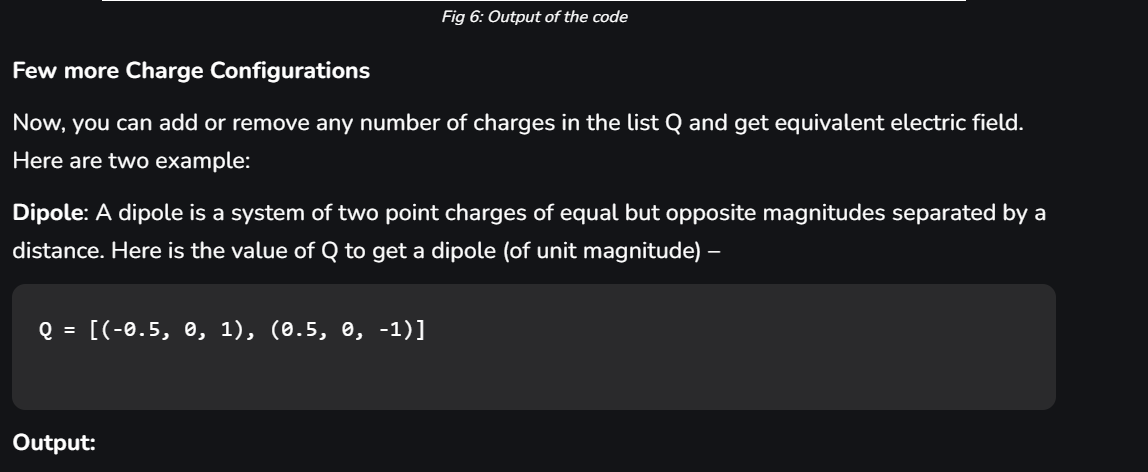 Fig 6: Output of the code
Few more Charge Configurations
Now, you can add or remove any number of charges in the list Q and get equivalent electric field.
Here are two example:
Dipole: A dipole is a system of two point charges of equal but opposite magnitudes separated by a
distance. Here is the value of Q to get a dipole (of unit magnitude) –
Q = [(-0.5, 0, 1), (0.5, 0, -1)]
Output: